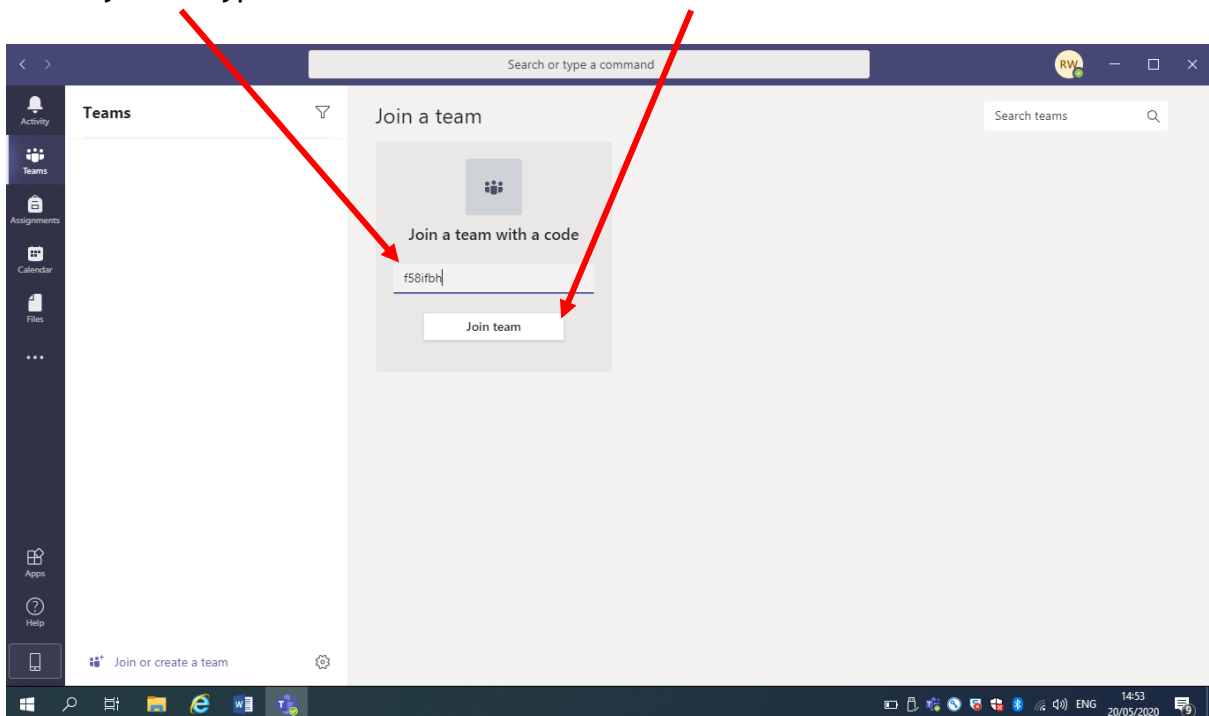 Search or type a command
RW
Activity
Teams
Assignments
Calendar
Files
Apps
Help
Teams
Join or create a team
Join a team
Search teams
Join a team with a code
f58ifbh
Join team
ENG
14:53
20/05/2020
9